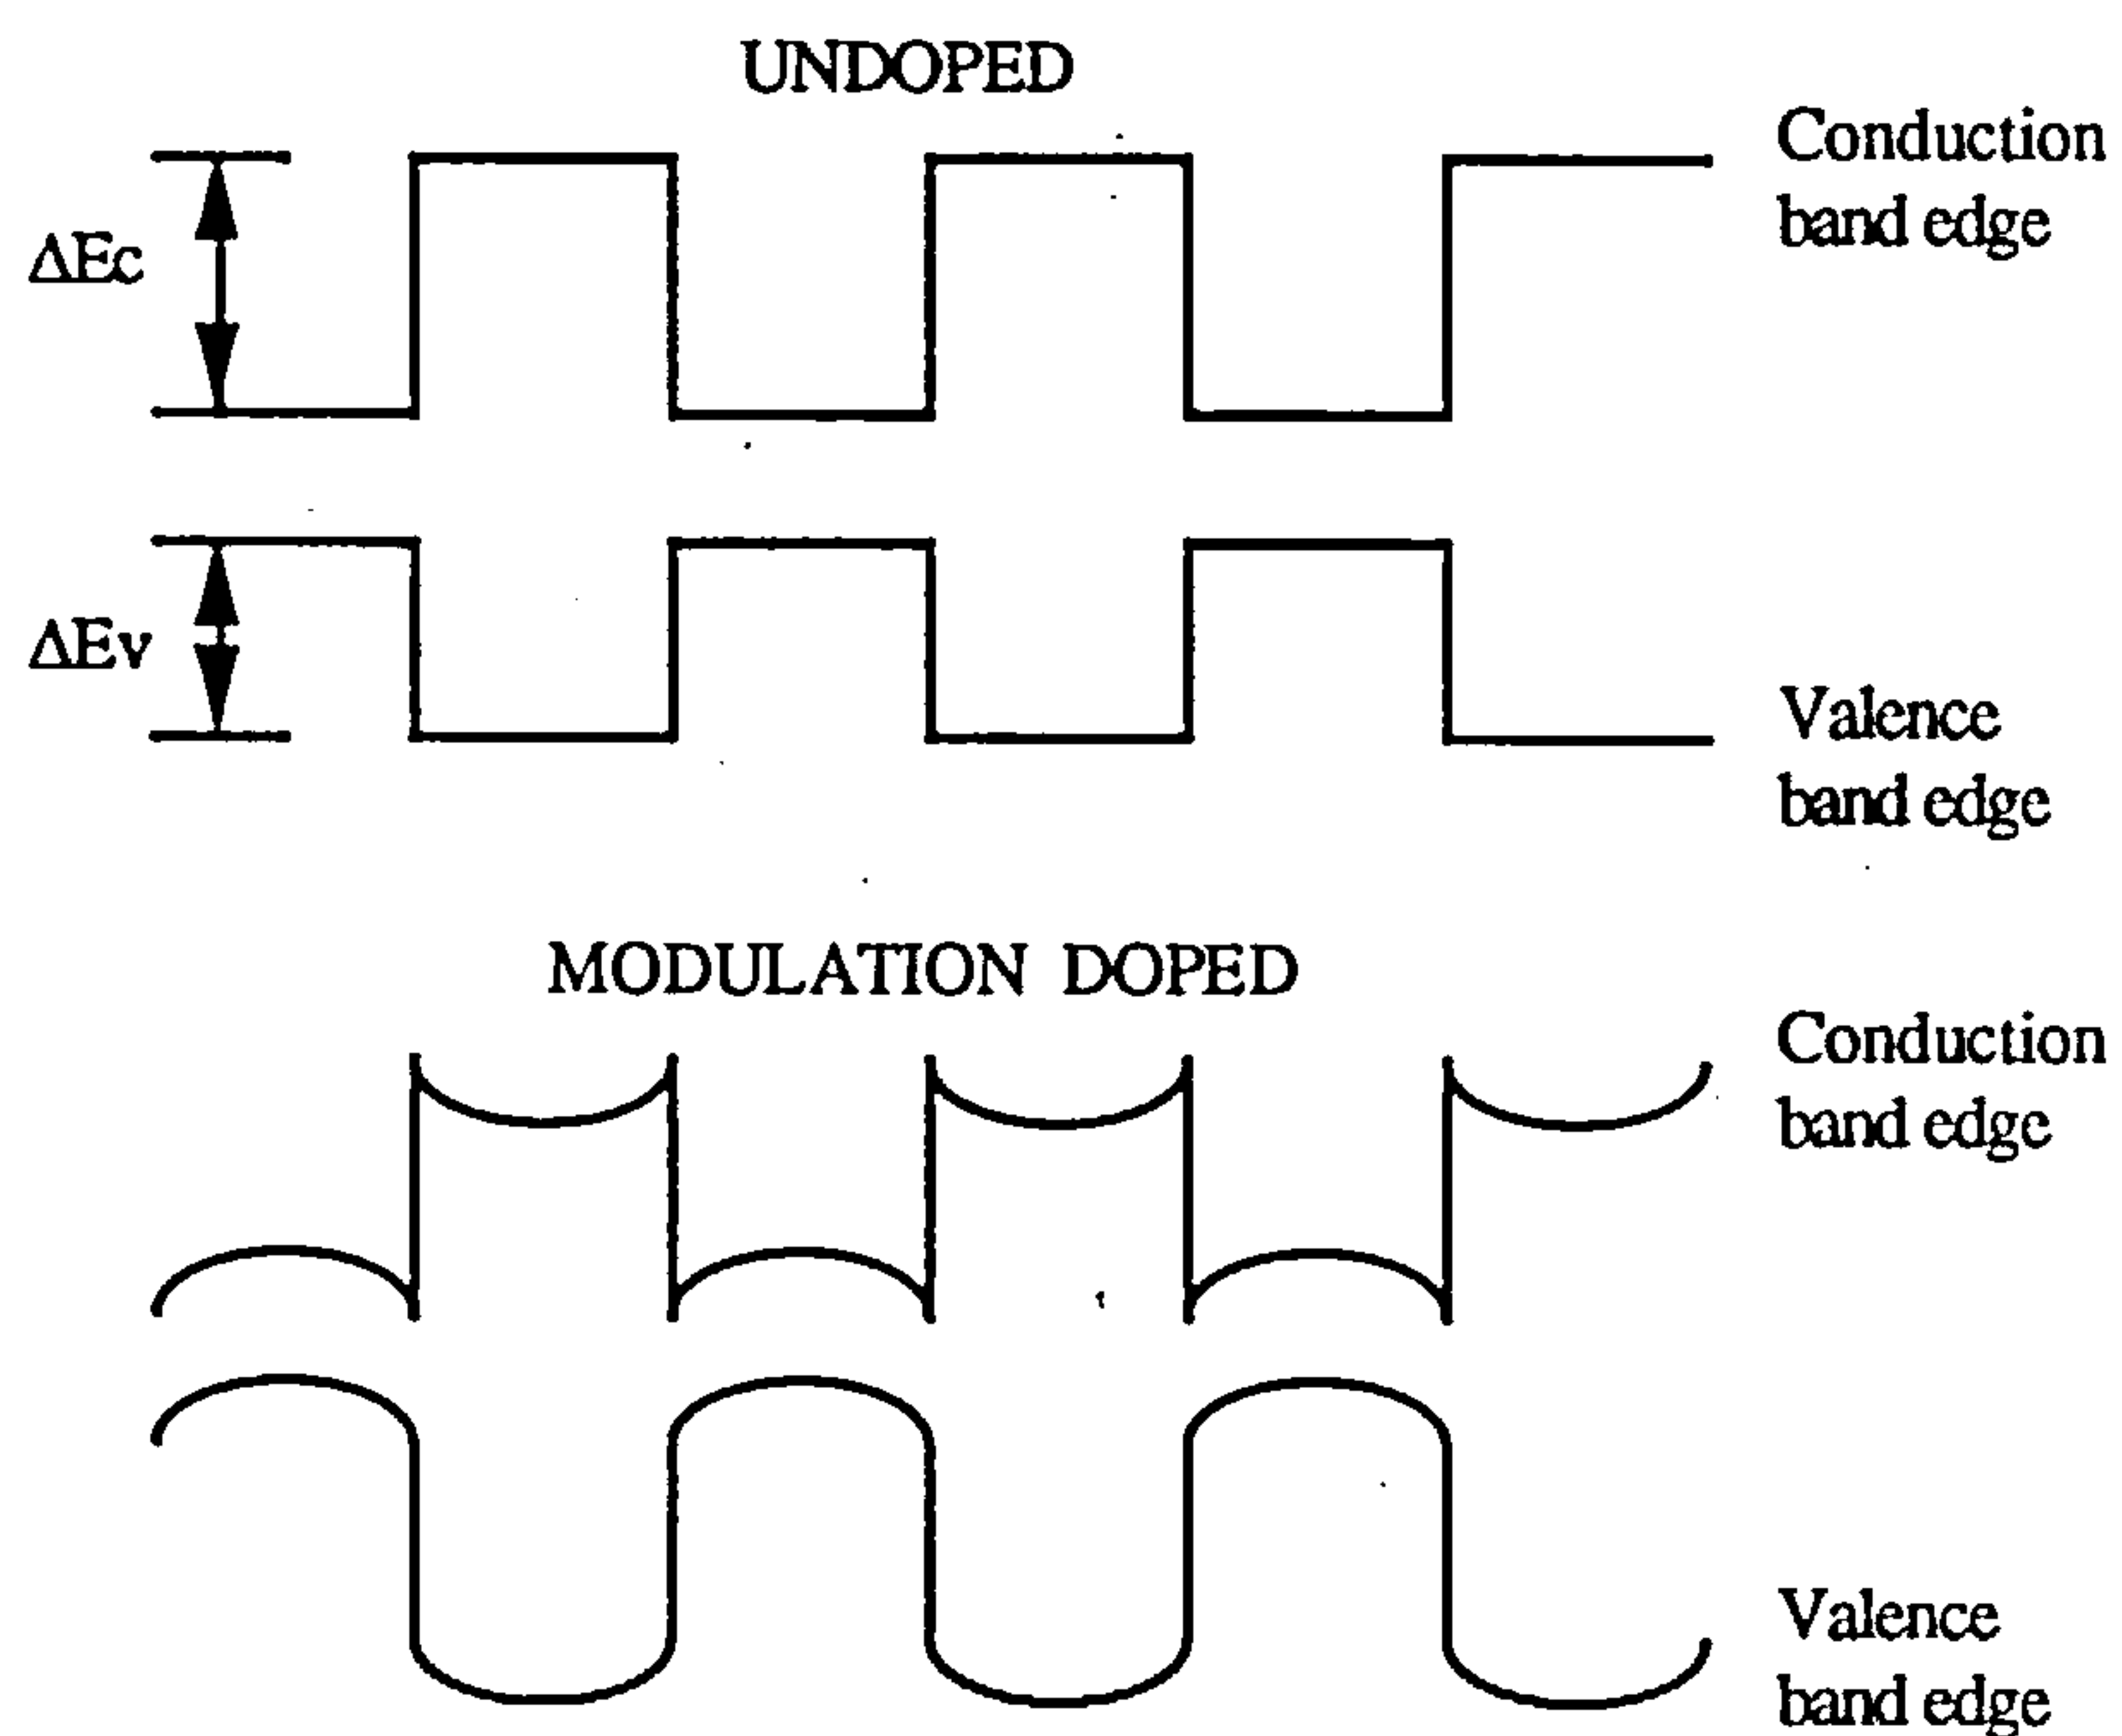 UNDOPED
Conduction
band edge
ΔEc
ΔEv
Valence
band edge
MODULATION DOPED
Conduction
band edge
Valence
band edge